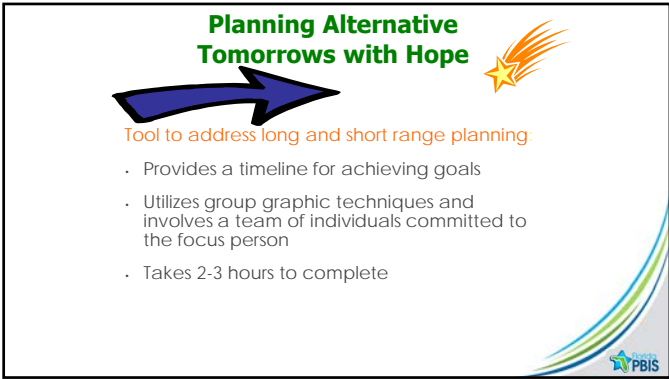 Planning Alternative
Tomorrows with Hope
Tool to address long and short range planning:
• Provides a timeline for achieving goals
• Utilizes group graphic techniques and
involves a team of individuals committed to
the focus person
• Takes 2-3 hours to complete
Florida
PBIS